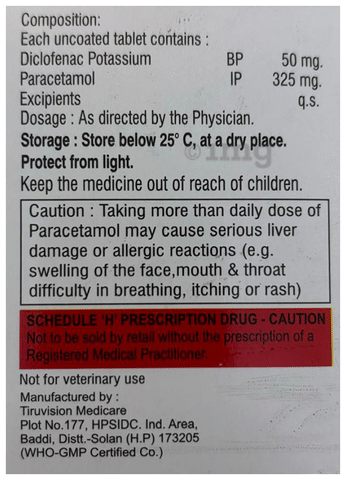 Composition:
Each uncoated tablet contains :
Diclofenac Potassium BP 50 mg.
Paracetamol IP 325 mg.
Excipients q.s.
Dosage : As directed by the Physician.
Storage : Store below 25° C, at a dry place.
Protect from light.
1mg
Keep the medicine out of reach of children.
Caution : Taking more than daily dose of
Paracetamol may cause serious liver
damage or allergic reactions (e.g.
swelling of the face,mouth & throat
difficulty in breathing, itching or rash)
SCHEDULE 'H' PRESCRIPTION DRUG - CAUTION
Not to be sold by retail without the prescription of a
Registered Medical Practitioner
Not for veterinary use
Manufactured by :
Tiruvision Medicare
Plot No.177, HPSIDC. Ind. Area,
Baddi, Distt.-Solan (H.P) 173205
(WHO-GMP Certified Co.)